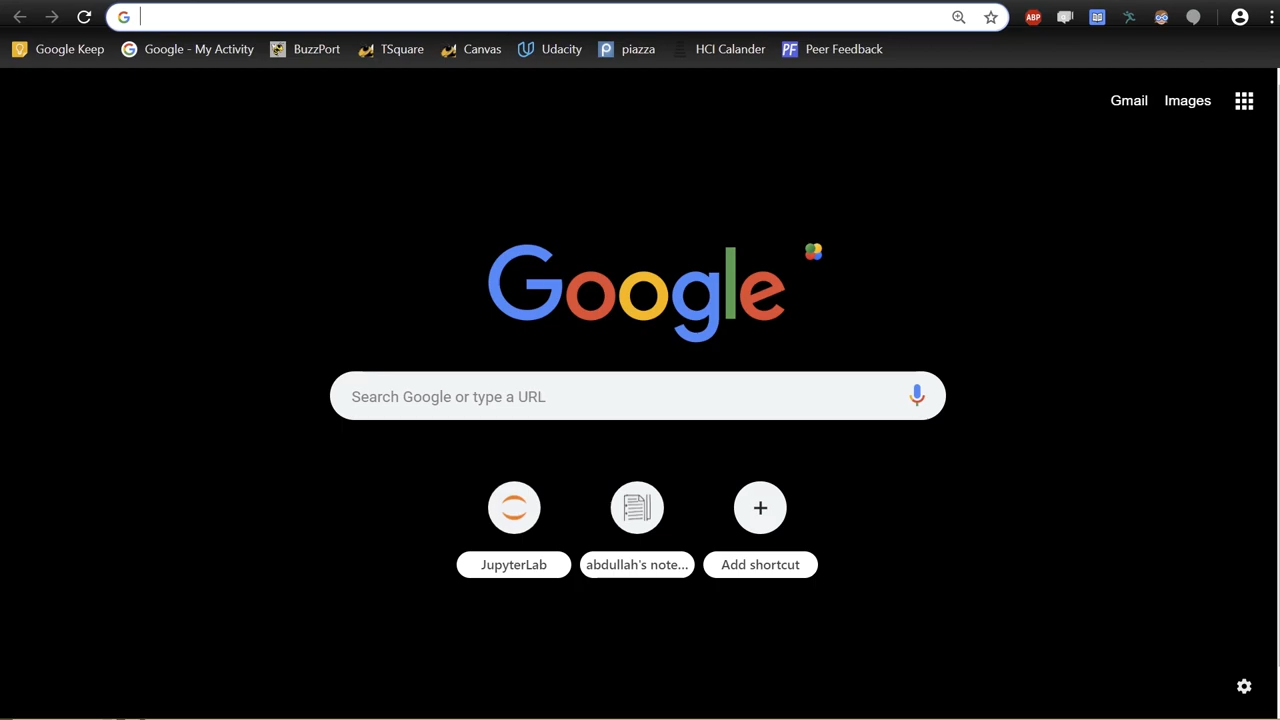 Google Keep Google - My Activity BuzzPort TSquare Canvas Udacity piazza HCI Calander Peer Feedback
Gmail Images
Google
Search Google or type a URL
JupyterLab abdullah's note... Add shortcut